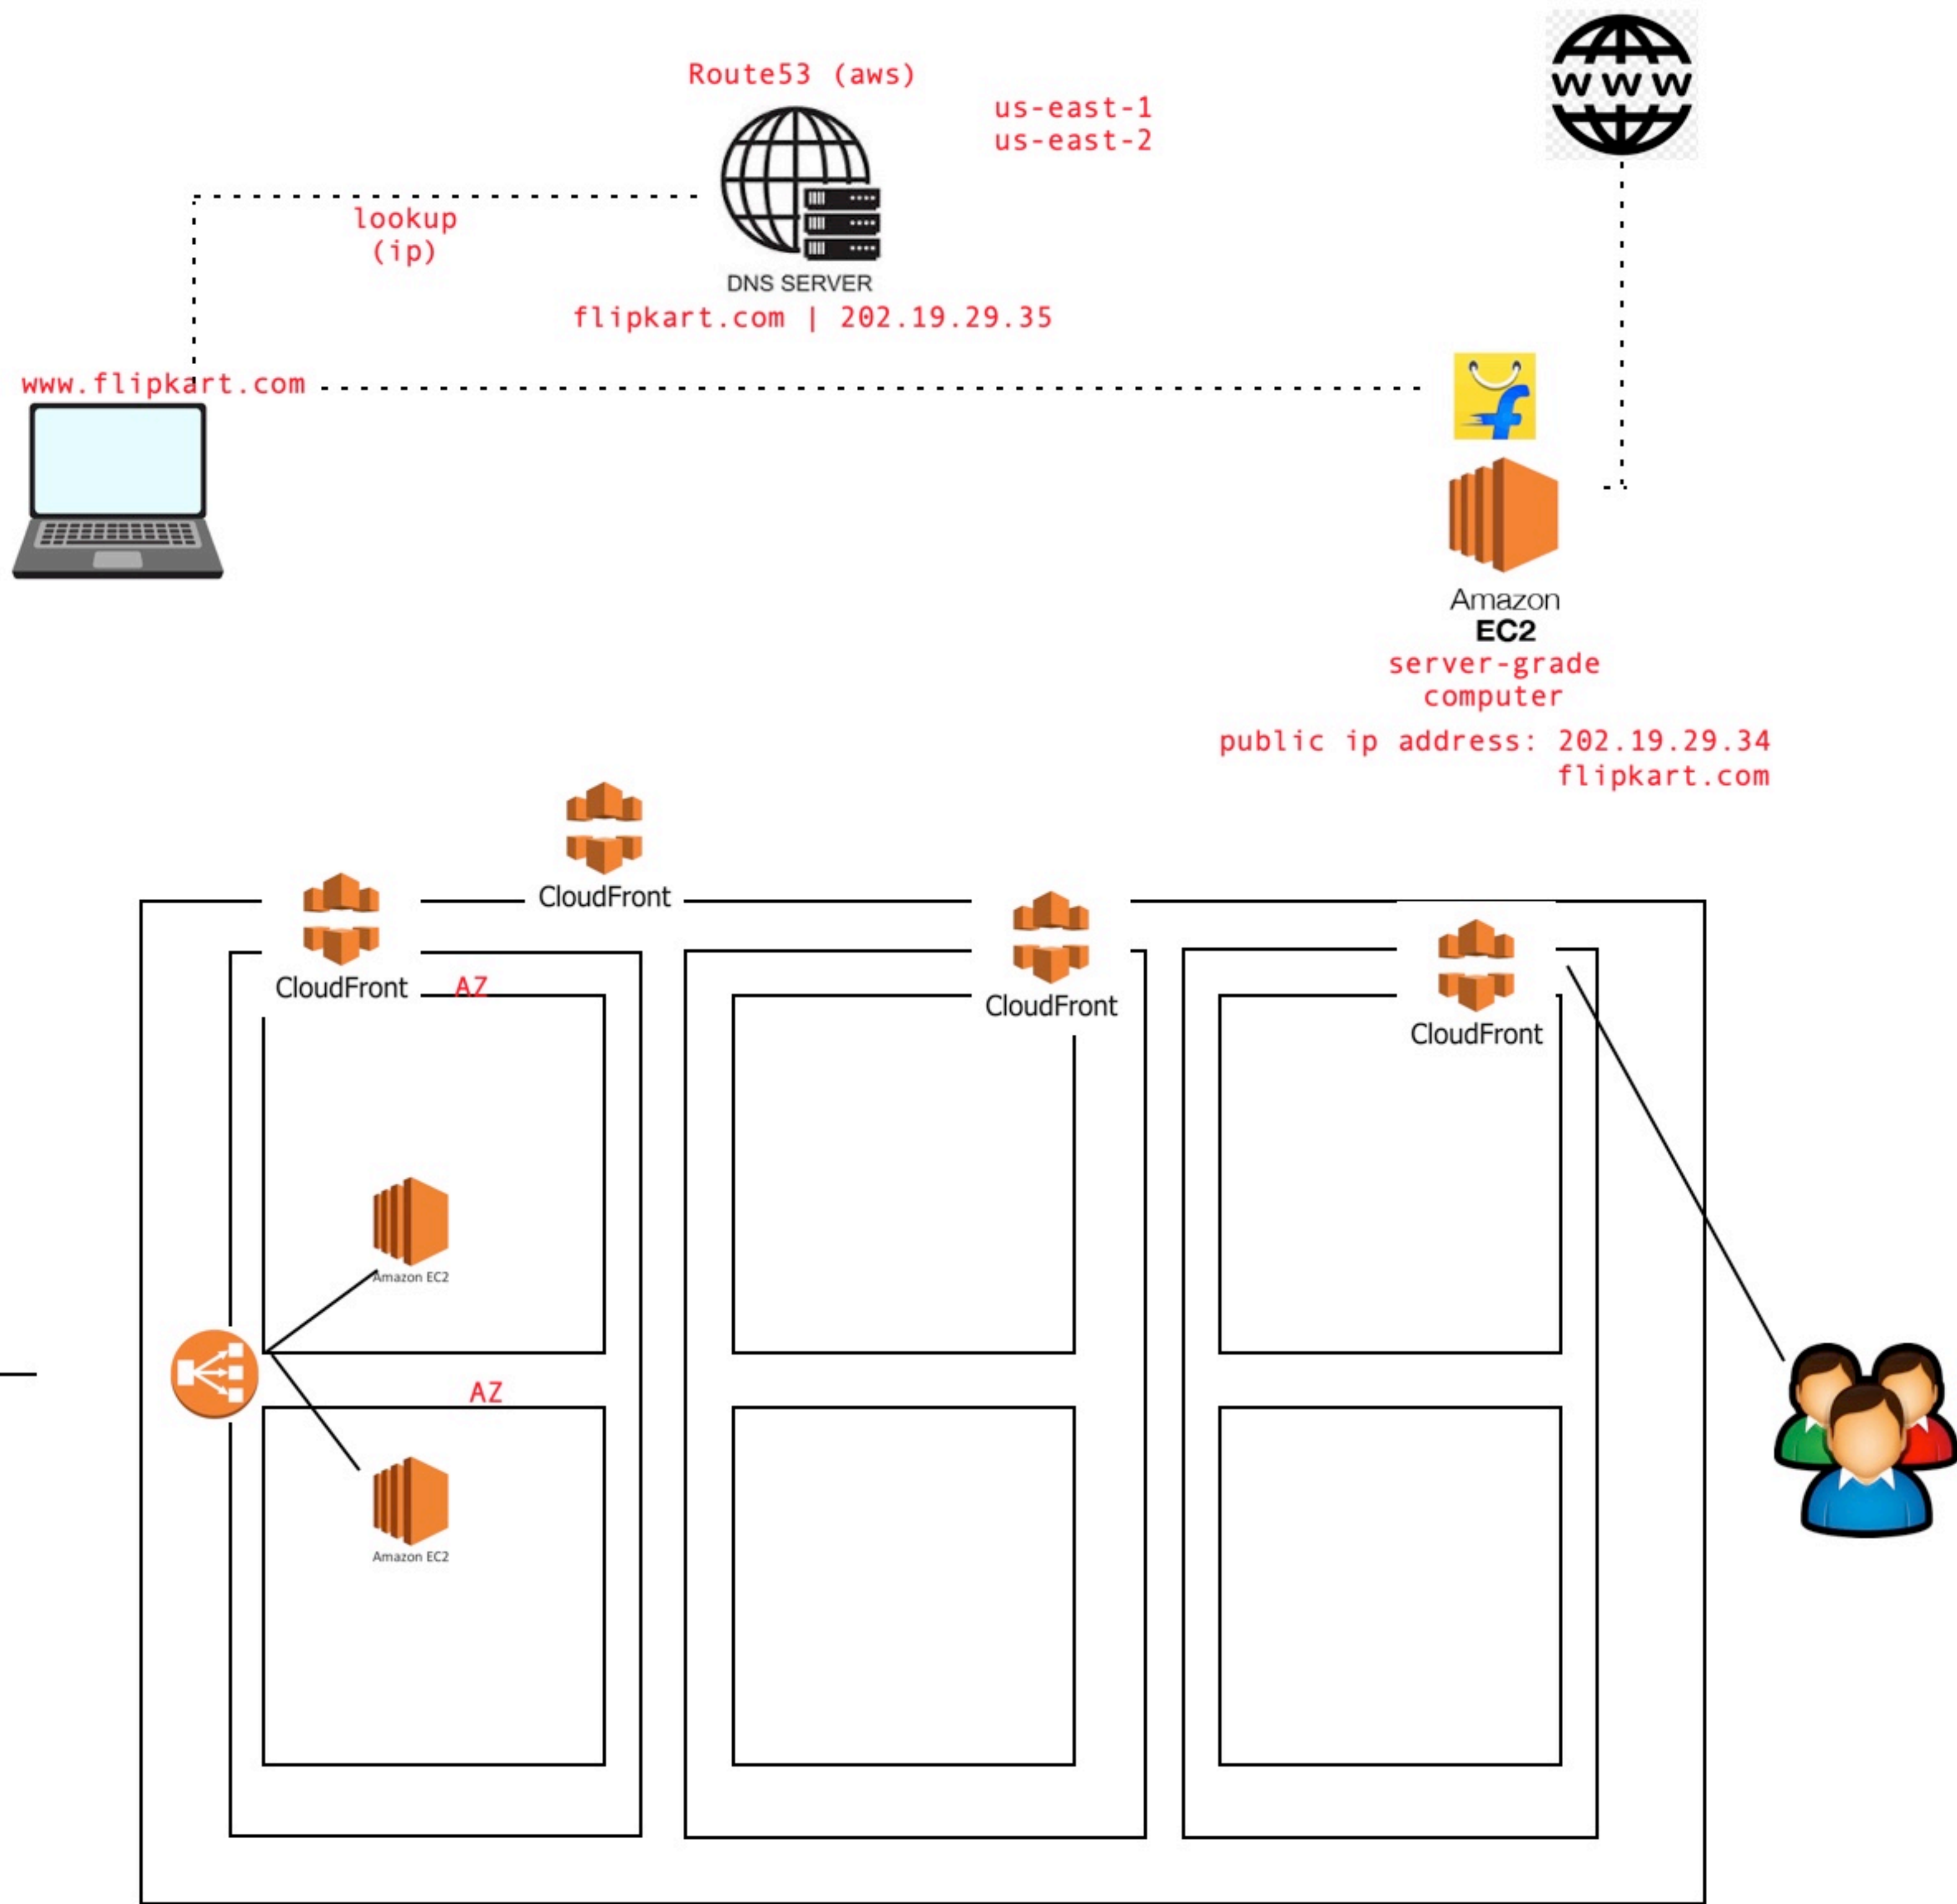 Route53 (aws)
us-east-1
us-east-2
WWW
lookup
(ip)
DNS SERVER
flipkart.com | 202.19.29.35
www.flipkart.com
f
Amazon
EC2
server-grade
computer
public ip address: 202.19.29.34
flipkart.com
CloudFront
CloudFront
AZ
CloudFront
CloudFront
Amazon EC2
AZ
Amazon EC2